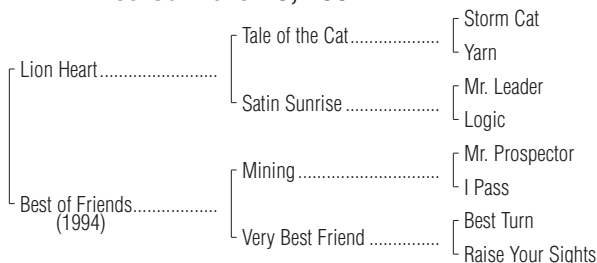 Storm Cat
Tale of the Cat....................
Yarn
Lion Heart..........................
Mr. Leader
Satin Sunrise.....................
Logic
Mr. Prospector
Mining...............................
I Pass
Best of Friends...................
(1994)
Best Turn
Very Best Friend...............
Raise Your Sights